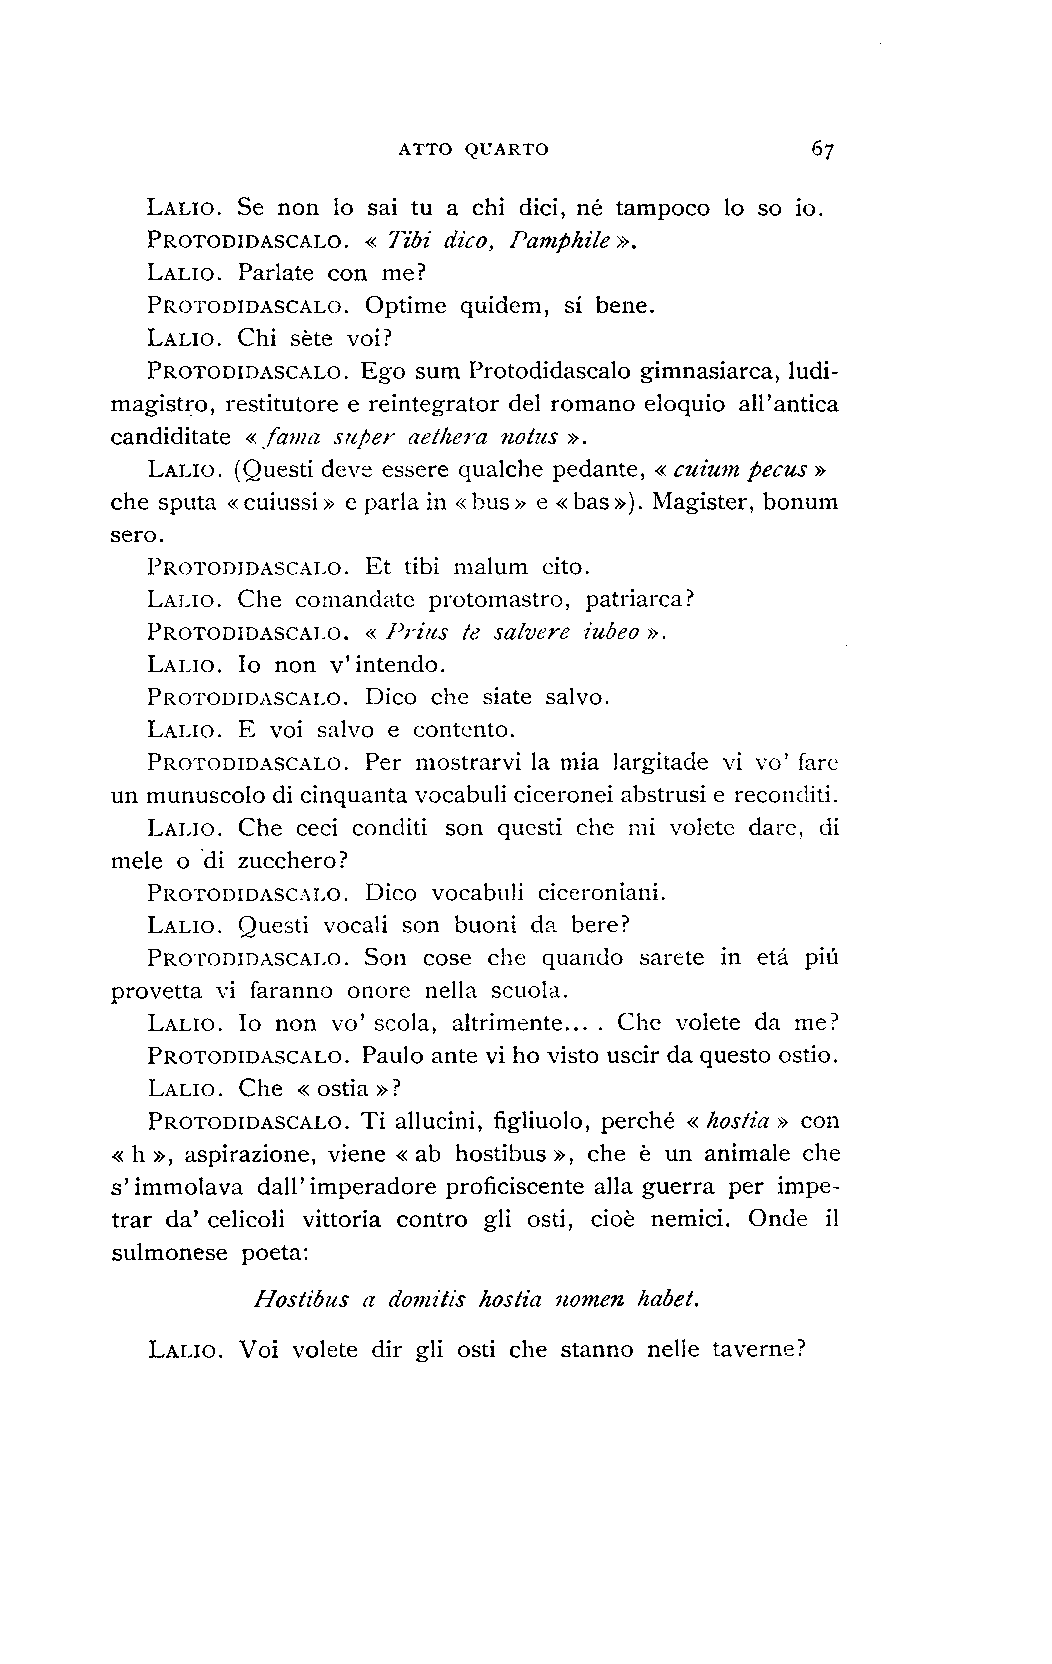 ATTO QUARTO 67
LALIO. Se non lo sai tu a chi dici, né tampoco lo so io.
PROTODIDASCALO. « Tibi dico, Pamphile ».
LALIO. Parlate con me?
PROTODIDASCALO. Optime quidem, sí bene.
LALIO. Chi sète voi?
PROTODIDASCALO. Ego sum Protodidascalo gimnasiarca, ludi-
magistro, restitutore e reintegrator del romano eloquio all'antica
candiditate « fama super aethera notus ».
LALIO. (Questi deve essere qualche pedante, « cuium pecus »
che sputa « cuiussi » e parla in « bus » e « bas »). Magister, bonum
sero.
PROTODIDASCALO. Et tibi malum cito.
LALIO. Che comandate protomastro, patriarca?
PROTODIDASCALO. « Prius te salvere iubeo ».
LALIO. Io non v'intendo.
PROTODIDASCALO. Dico che siate salvo.
LALIO. E voi salvo e contento.
PROTODIDASCALO. Per mostrarvi la mia largitade vi vo' fare
un munuscolo di cinquanta vocabuli ciceronei abstrusi e reconditi.
LALIO. Che ceci conditi son questi che mi volete dare, di
mele o di zucchero?
PROTODIDASCALO. Dico vocabuli ciceroniani.
LALIO. Questi vocali son buoni da bere?
PROTODIDASCALO. Son cose che quando sarete in etá piú
provetta vi faranno onore nella scuola.
LALIO. Io non vo' scola, altrimente... . Che volete da me?
PROTODIDASCALO. Paulo ante vi ho visto uscir da questo ostio.
LALIO. Che « ostia »?
PROTODIDASCALO. Ti allucini, figliuolo, perché « hostia » con
« h », aspirazione, viene « ab hostibus », che è un animale che
s'immolava dall'imperadore proficiscente alla guerra per impe-
trar da' celicoli vittoria contro gli osti, cioè nemici. Onde il
sulmonese poeta:
Hostibus a domitis hostia nomen habet.
LALIO. Voi volete dir gli osti che stanno nelle taverne?